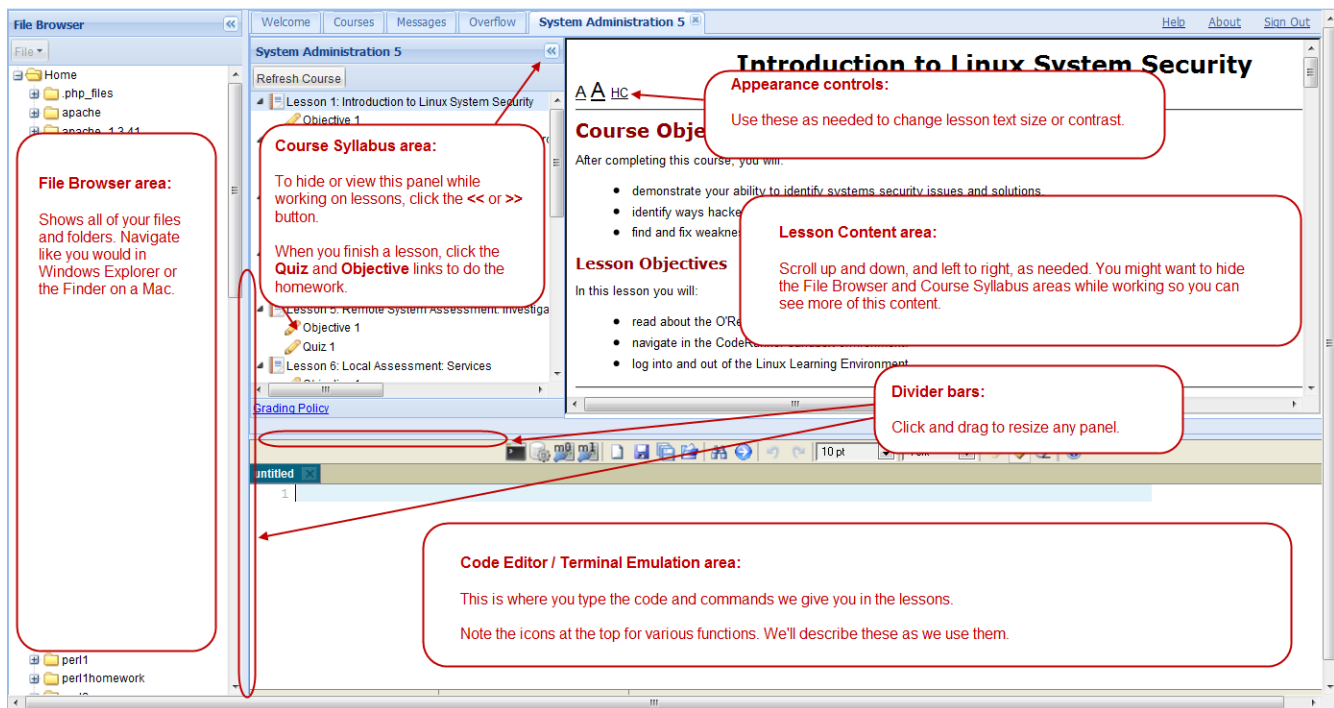 File Browser
File
Home
.php_files
apache
apache_1.3.41
File Browser area:
Shows all of your files
and folders. Navigate
like you would in
Windows Explorer or
the Finder on a Mac.
perl1
perl1homework
Welcome
Courses
Messages
Overflow
System Administration 5
Help
About
Sign Out
System Administration 5
Refresh Course
Lesson 1: Introduction to Linux System Security
Objective 1
Course Syllabus area:
To hide or view this panel while
working on lessons, click the << or >>
button.
When you finish a lesson, click the
Quiz and Objective links to do the
homework.
Lesson 5: Remote System Assessment: Investiga
Objective 1
Quiz 1
Lesson 6: Local Assessment: Services
Grading Policy
Introduction to Linux System Security
A A HC
Appearance controls:
Use these as needed to change lesson text size or contrast.
Course Obje
After completing this course, you will:
demonstrate your ability to identify systems security issues and solutions.
identify ways hacke
find and fix weaknes
Lesson Content area:
Scroll up and down, and left to right, as needed. You might want to hide
the File Browser and Course Syllabus areas while working so you can
see more of this content.
Lesson Objectives
In this lesson you will:
read about the O'Re
navigate in the CodeRunner
log into and out of the Linux Learning Environment
Divider bars:
Click and drag to resize any panel.
m0 m1
10 pt
untitled
1
Code Editor / Terminal Emulation area:
This is where you type the code and commands we give you in the lessons.
Note the icons at the top for various functions. We'll describe these as we use them.